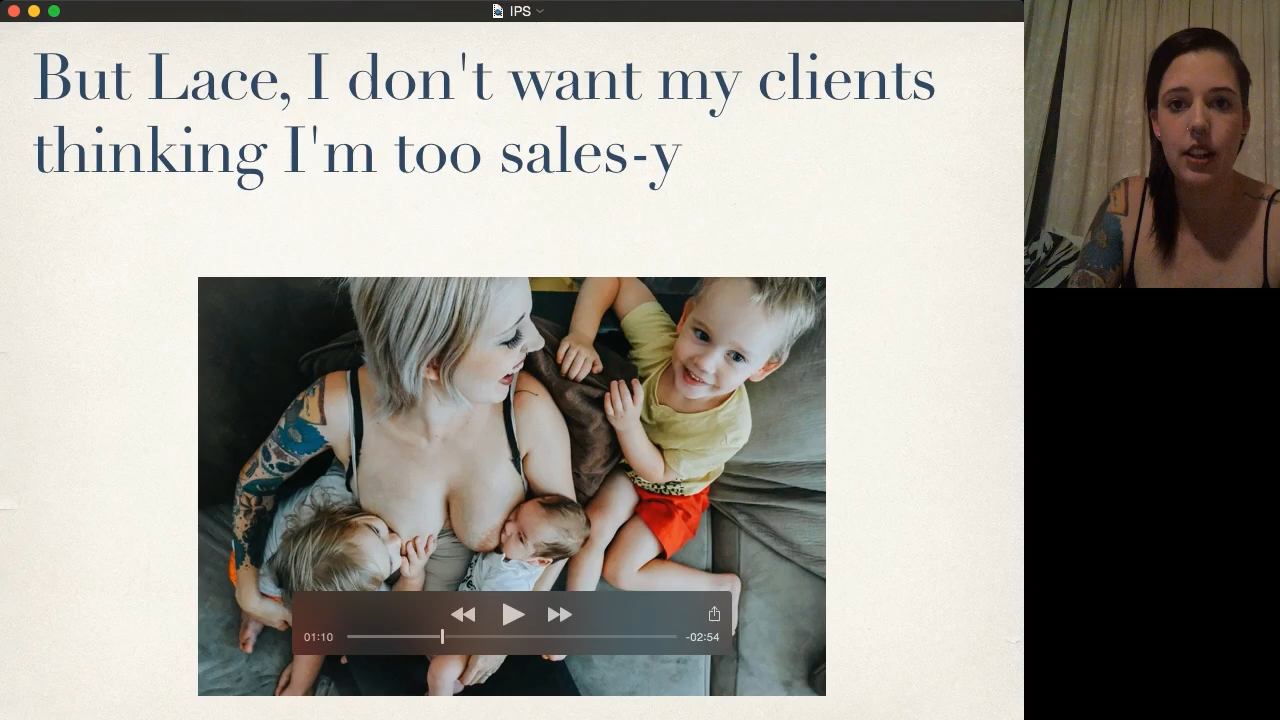 IPS
But Lace, I don't want my clients
thinking I'm too sales-y
01:10
-02:54